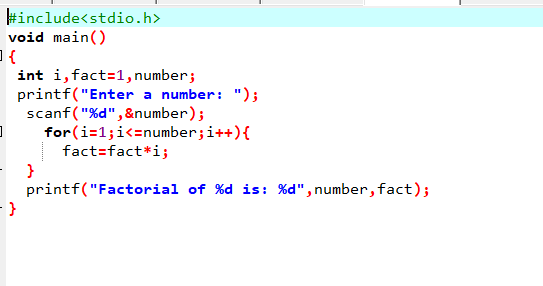 #include<stdio.h>
void main()
{
int i,fact=1,number;
printf("Enter a number: ");
scanf("%d",&number);
for(i=1;i<=number;i++){
fact=fact*i;
}
printf("Factorial of %d is: %d",number,fact);
}